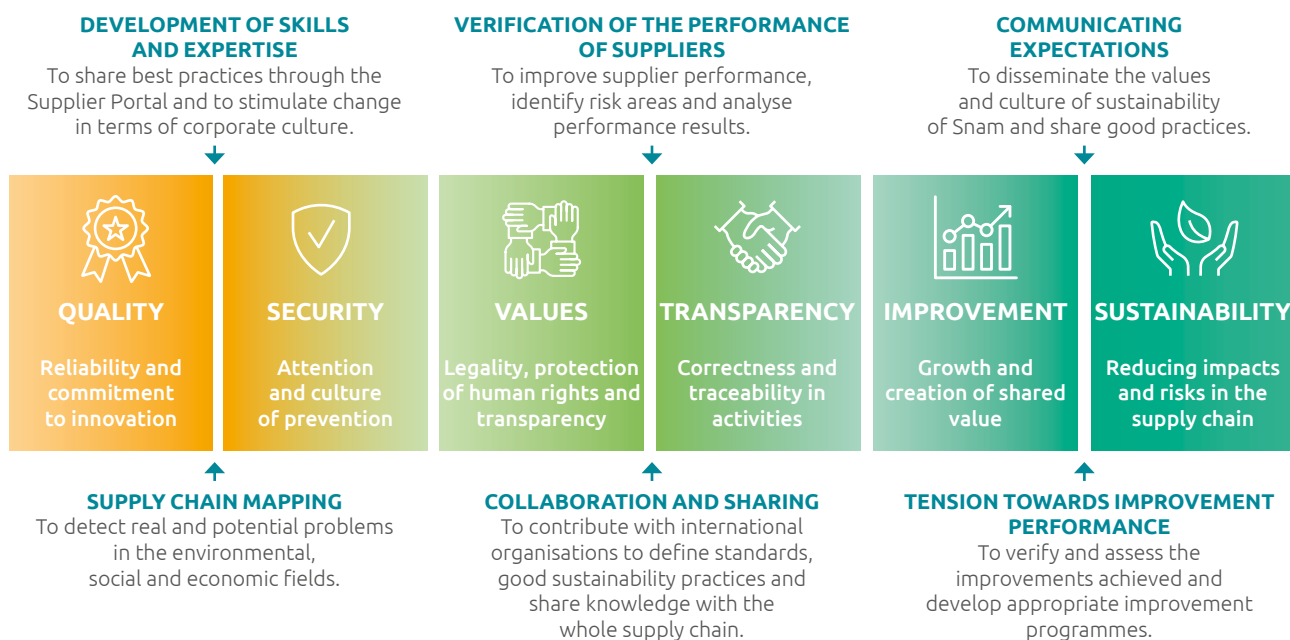 DEVELOPMENT OF SKILLS
AND EXPERTISE
To share best practices through the
Supplier Portal and to stimulate change
in terms of corporate culture.
VERIFICATION OF THE PERFORMANCE
OF SUPPLIERS
To improve supplier performance,
identify risk areas and analyse
performance results.
COMMUNICATING
EXPECTATIONS
To disseminate the values
and culture of sustainability
of Snam and share good practices.
QUALITY
Reliability and
commitment
to innovation
SECURITY
Attention
and culture
of prevention
VALUES
Legality, protection
of human rights and
transparency
TRANSPARENCY
Correctness and
traceability in
activities
IMPROVEMENT
Growth and
creation of shared
value
SUSTAINABILITY
Reducing impacts
and risks in the
supply chain
SUPPLY CHAIN MAPPING
To detect real and potential problems
in the environmental,
social and economic fields.
COLLABORATION AND SHARING
To contribute with international
organisations to define standards,
good sustainability practices and
share knowledge with the
whole supply chain.
TENSION TOWARDS IMPROVEMENT
PERFORMANCE
To verify and assess the
improvements achieved and
develop appropriate improvement
programmes.